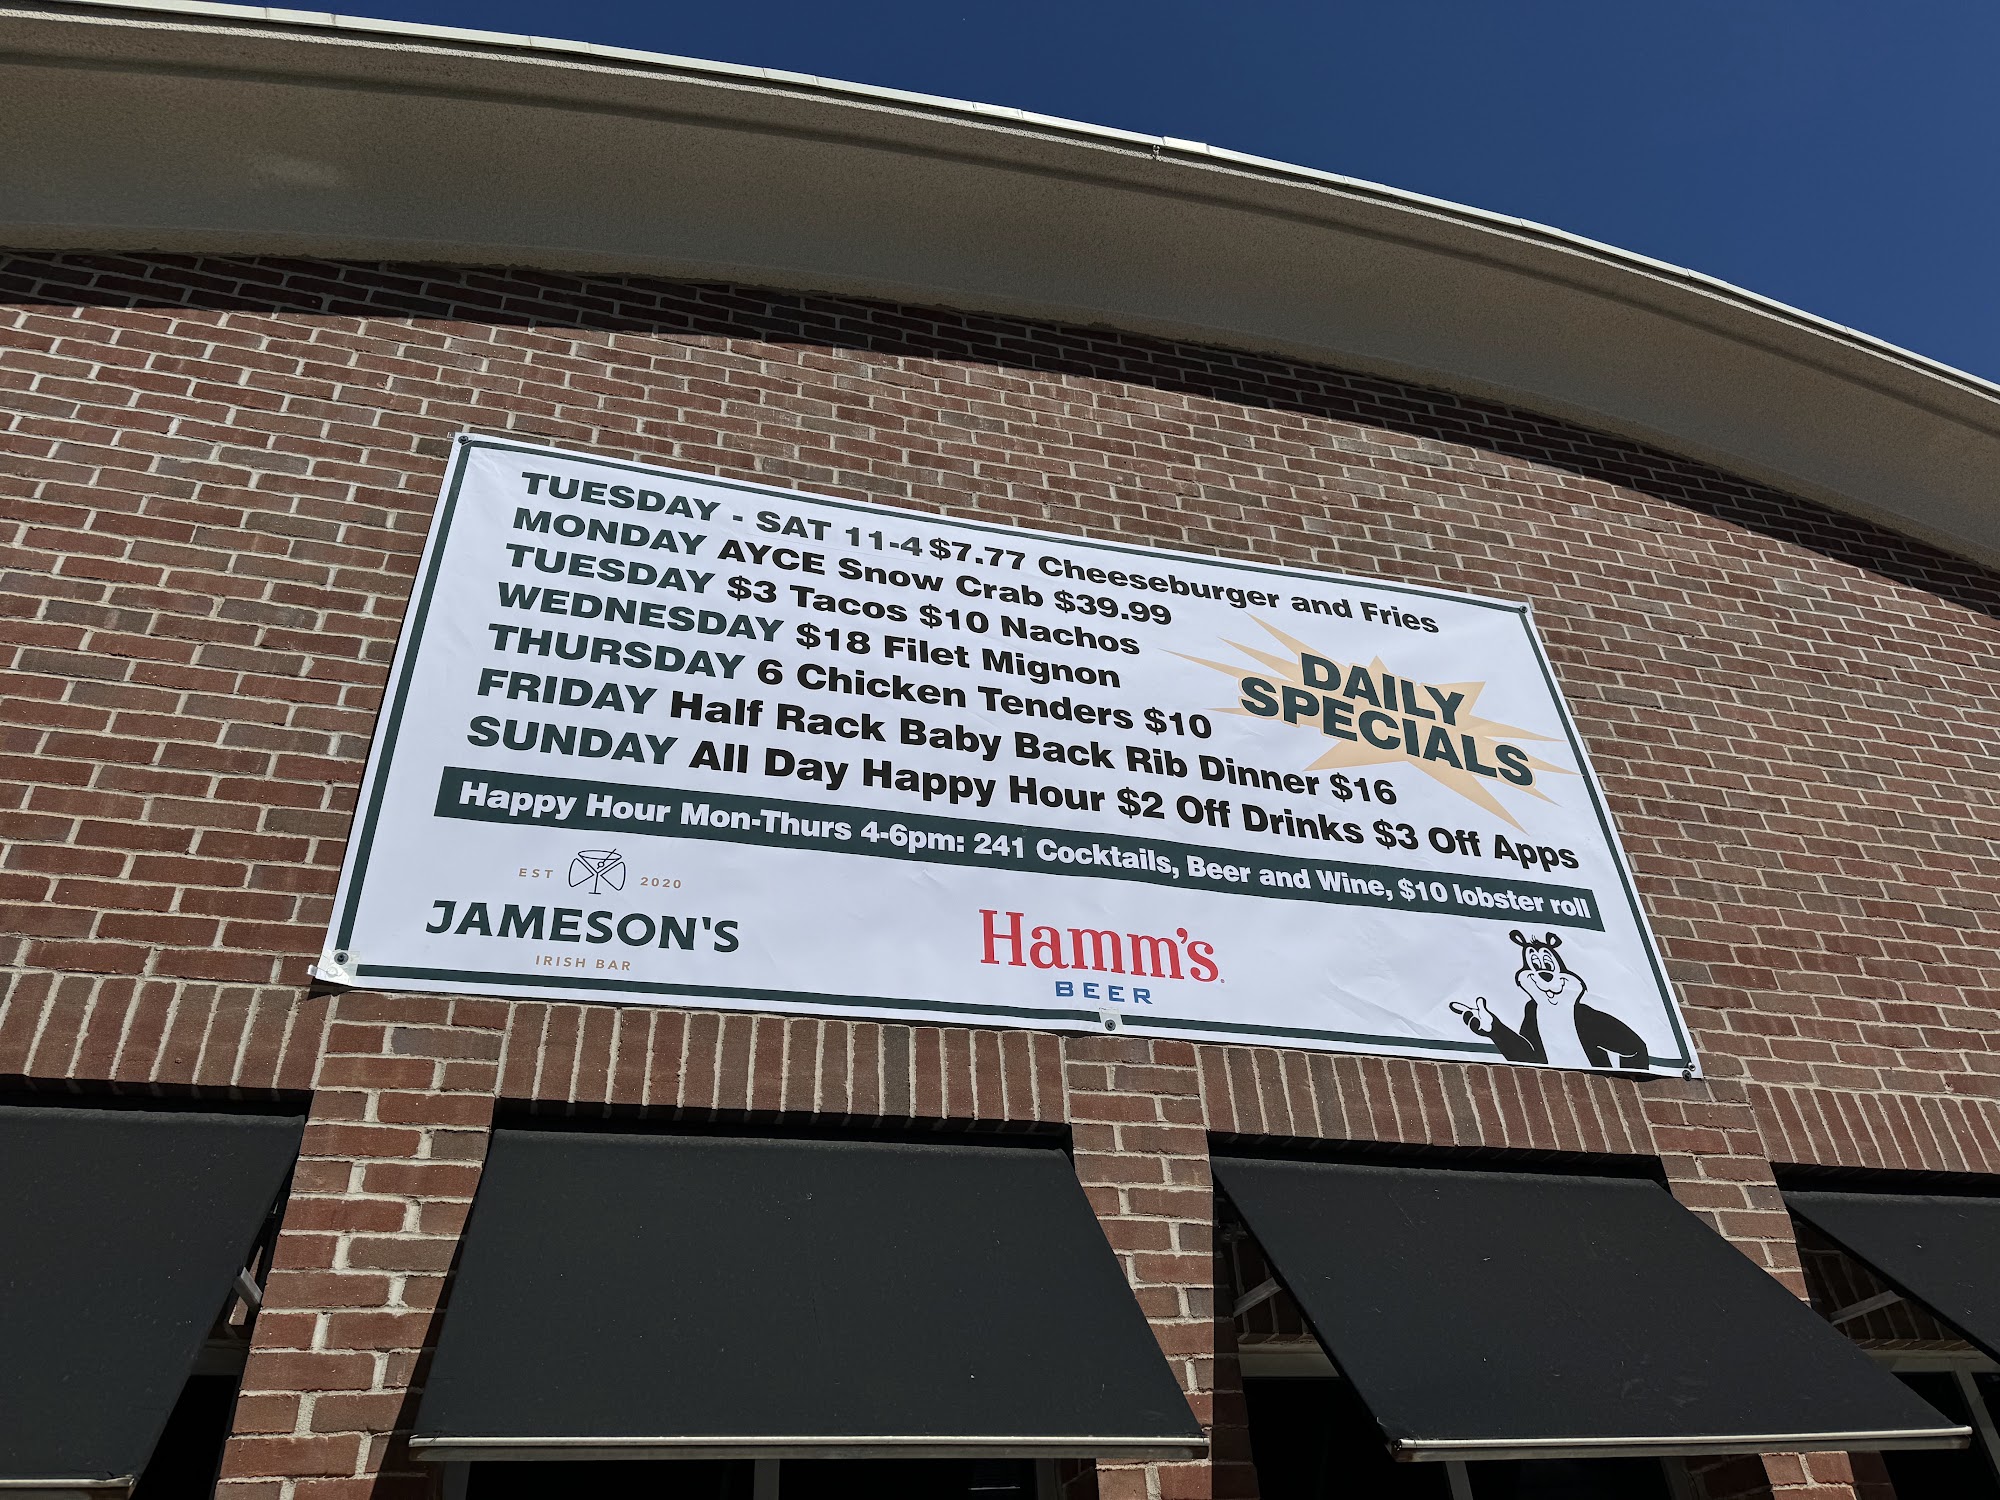 TUESDAY - SAT 11-4 $7.77 Cheeseburger and Fries
MONDAY AYCE Snow Crab $39.99
TUESDAY $3 Tacos $10 Nachos
WEDNESDAY $18 Filet Mignon
THURSDAY 6 Chicken Tenders $10
FRIDAY Half Rack Baby Back Rib Dinner $16
SUNDAY All Day Happy Hour $2 Off Drinks $3 Off Apps
DAILY
SPECIALS
Happy Hour Mon-Thurs 4-6pm: 241 Cocktails, Beer and Wine, $10 lobster roll
EST 2020
JAMESON'S
IRISH BAR
Hamm's
BEER